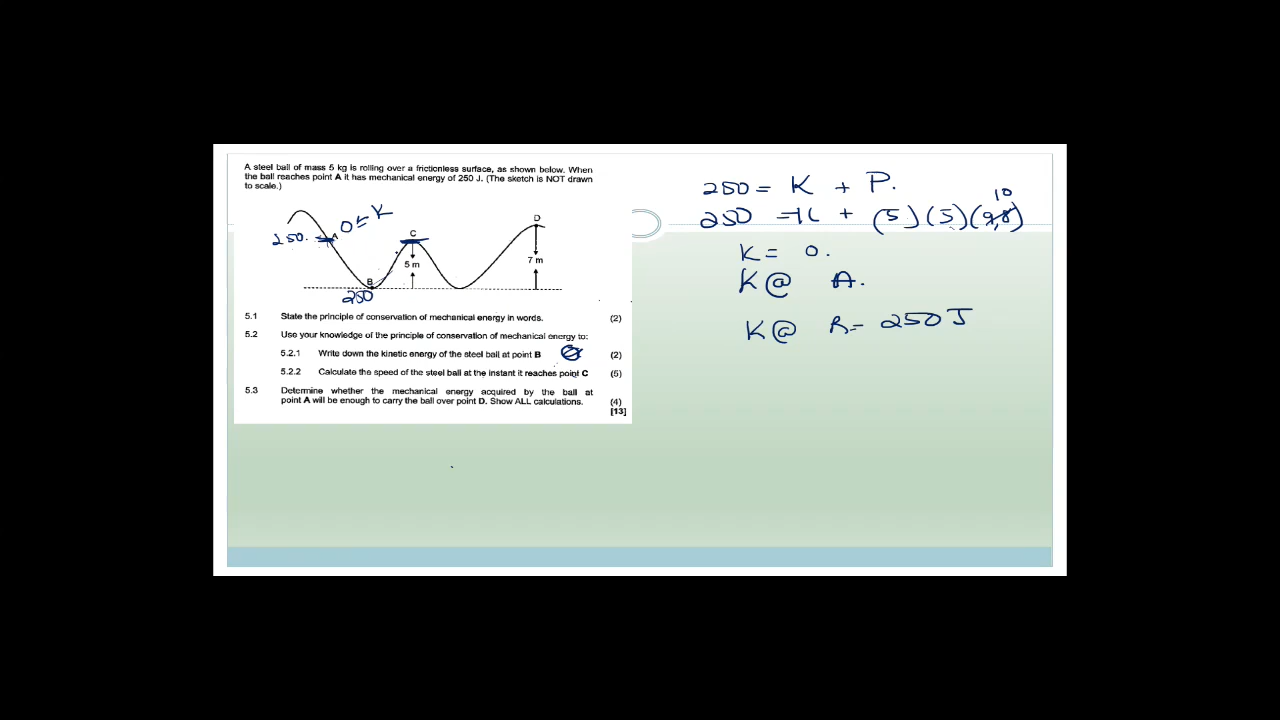 A steel ball of mass 5 kg is rolling over a frictionless surface, as shown below. When
the ball reaches point A it has mechanical energy of 250 J. (The sketch is NOT drawn
to scale.)
250. A 0 = K
B
250
C
5 m
D
7 m
5.1 State the principle of conservation of mechanical energy in words. (2)
5.2 Use your knowledge of the principle of conservation of mechanical energy to:
5.2.1 Write down the kinetic energy of the steel ball at point B (2)
5.2.2 Calculate the speed of the steel ball at the instant it reaches point C (5)
5.3 Determine whether the mechanical energy acquired by the ball at
point A will be enough to carry the ball over point D. Show ALL calculations. (4)
[13]
250 = K + P.
10
250 = K + (5)(5)(9,8)
K = 0.
K @ A.
K @ B = 250 J